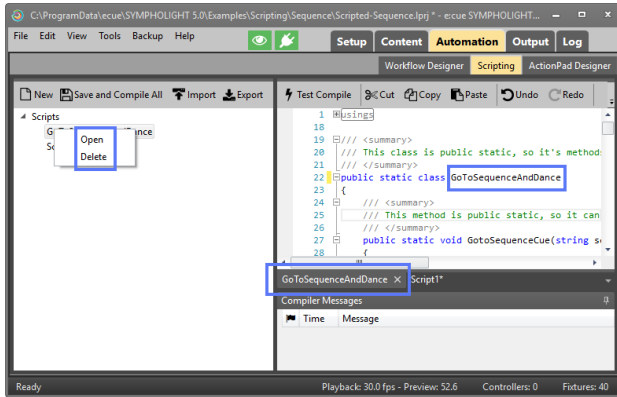 C:\ProgramData\ecue\SYMPHOLIGHT 5.0\Examples\Scripting\Sequence\Scripted-Sequence.lprj * - e:cue SYMPHOLIGHT...
File Edit View Tools Backup Help
Setup Content Automation Output Log
Workflow Designer Scripting ActionPad Designer
New Save and Compile All Import Export
Test Compile Cut Copy Paste Undo Redo
Scripts
Open
Delete
1 usings
18
19 /// <summary>
20 /// This class is public static, so it's method
21 /// </summary>
22 public static class GoToSequenceAndDance
23 {
24 /// <summary>
25 /// This method is public static, so it can
26 /// </summary>
27 public static void GotoSequenceCue(string s
28 {
GoToSequenceAndDance × Script1*
Compiler Messages
Time Message
Ready Playback: 30.0 fps - Preview: 52.6 Controllers: 0 Fixtures: 40